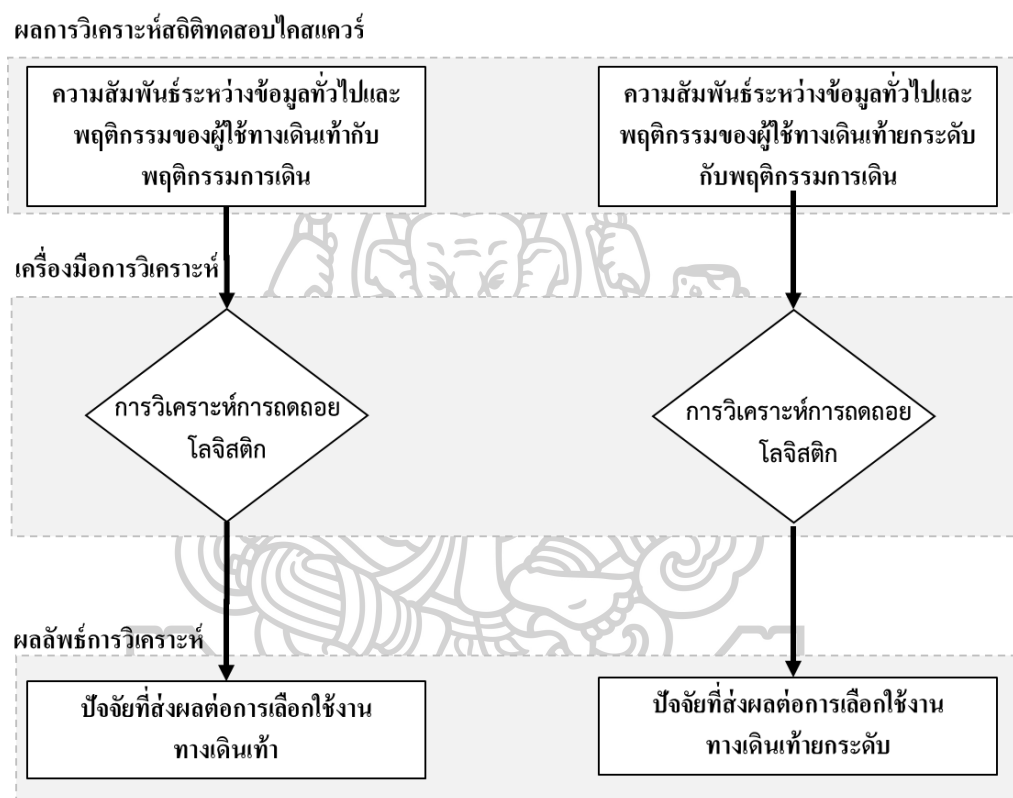 ผลการวิเคราะห์สถิติทดสอบไคสแควร์
ความสัมพันธ์ระหว่างข้อมูลทั่วไปและ
พฤติกรรมของผู้ใช้ทางเดินเท้ากับ
พฤติกรรมการเดิน
ความสัมพันธ์ระหว่างข้อมูลทั่วไปและ
พฤติกรรมของผู้ใช้ทางเดินเท้ายกระดับ
กับพฤติกรรมการเดิน
เครื่องมือการวิเคราะห์
การวิเคราะห์การถดถอย
โลจิสติก
การวิเคราะห์การถดถอย
โลจิสติก
ผลลัพธ์การวิเคราะห์
ปัจจัยที่ส่งผลต่อการเลือกใช้งาน
ทางเดินเท้า
ปัจจัยที่ส่งผลต่อการเลือกใช้งาน
ทางเดินเท้ายกระดับ